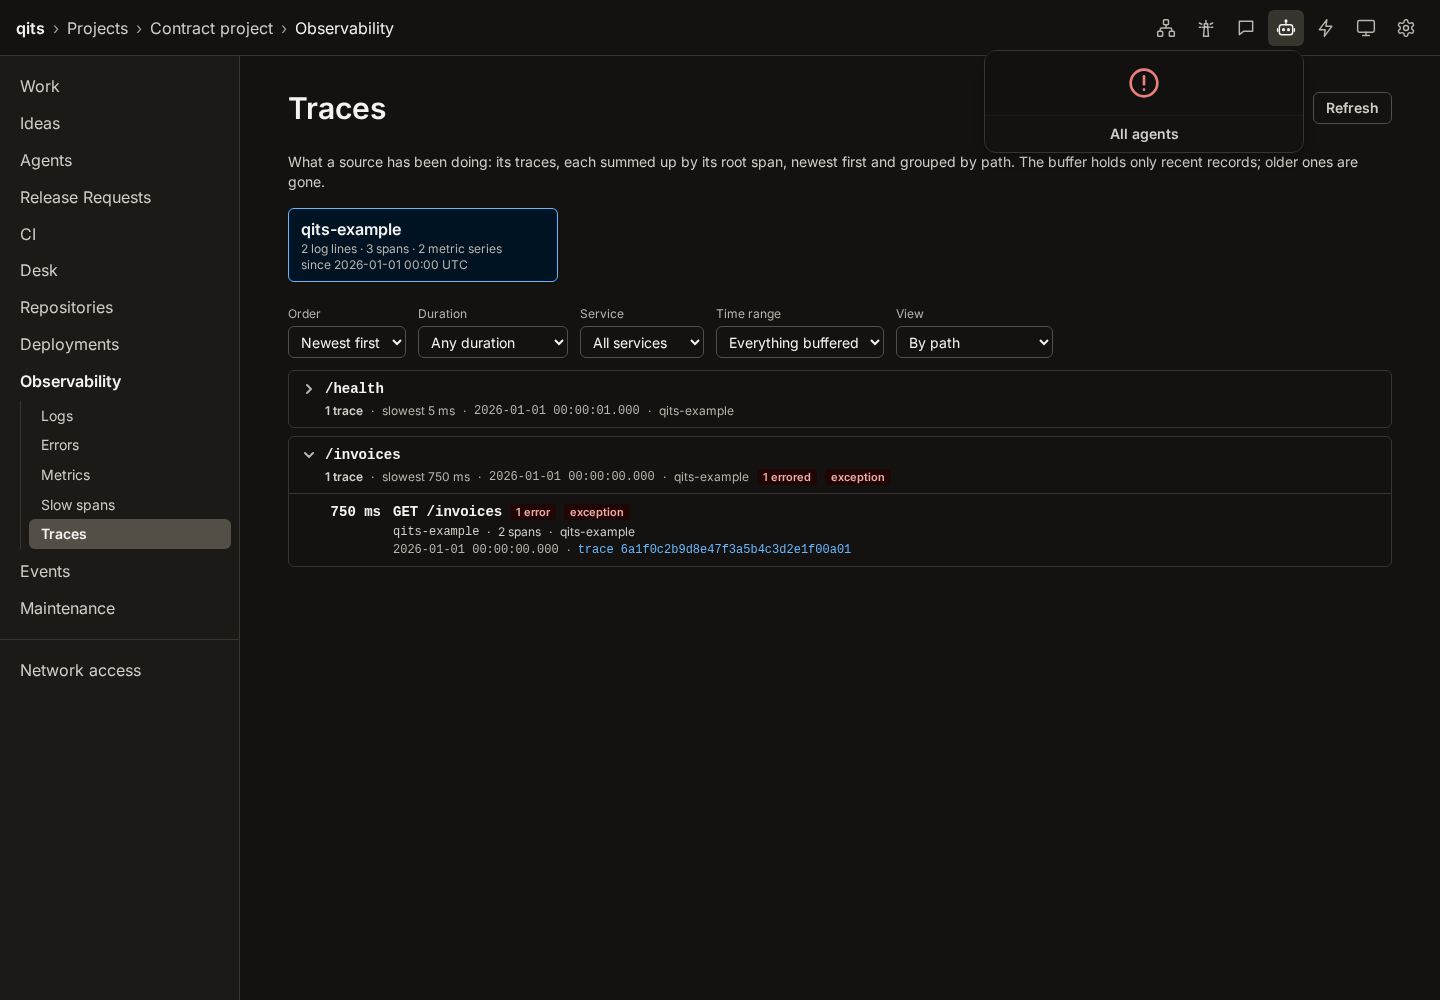 qits › Projects › Contract project › Observability
All agents
Work
Ideas
Agents
Release Requests
CI
Desk
Repositories
Deployments
Observability
Logs
Errors
Metrics
Slow spans
Traces
Events
Maintenance
Network access
Traces
Refresh
What a source has been doing: its traces, each summed up by its root span, newest first and grouped by path. The buffer holds only recent records; older ones are
gone.
qits-example
2 log lines · 3 spans · 2 metric series
since 2026-01-01 00:00 UTC
Order Duration Service Time range View
Newest first Any duration All services Everything buffered By path
/health
1 trace · slowest 5 ms · 2026-01-01 00:00:01.000 · qits-example
/invoices
1 trace · slowest 750 ms · 2026-01-01 00:00:00.000 · qits-example 1 errored exception
750 ms GET /invoices 1 error exception
qits-example · 2 spans · qits-example
2026-01-01 00:00:00.000 · trace 6a1f0c2b9d8e47f3a5b4c3d2e1f00a01